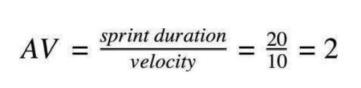 AV = sprint duration / velocity = 20 / 10 = 2